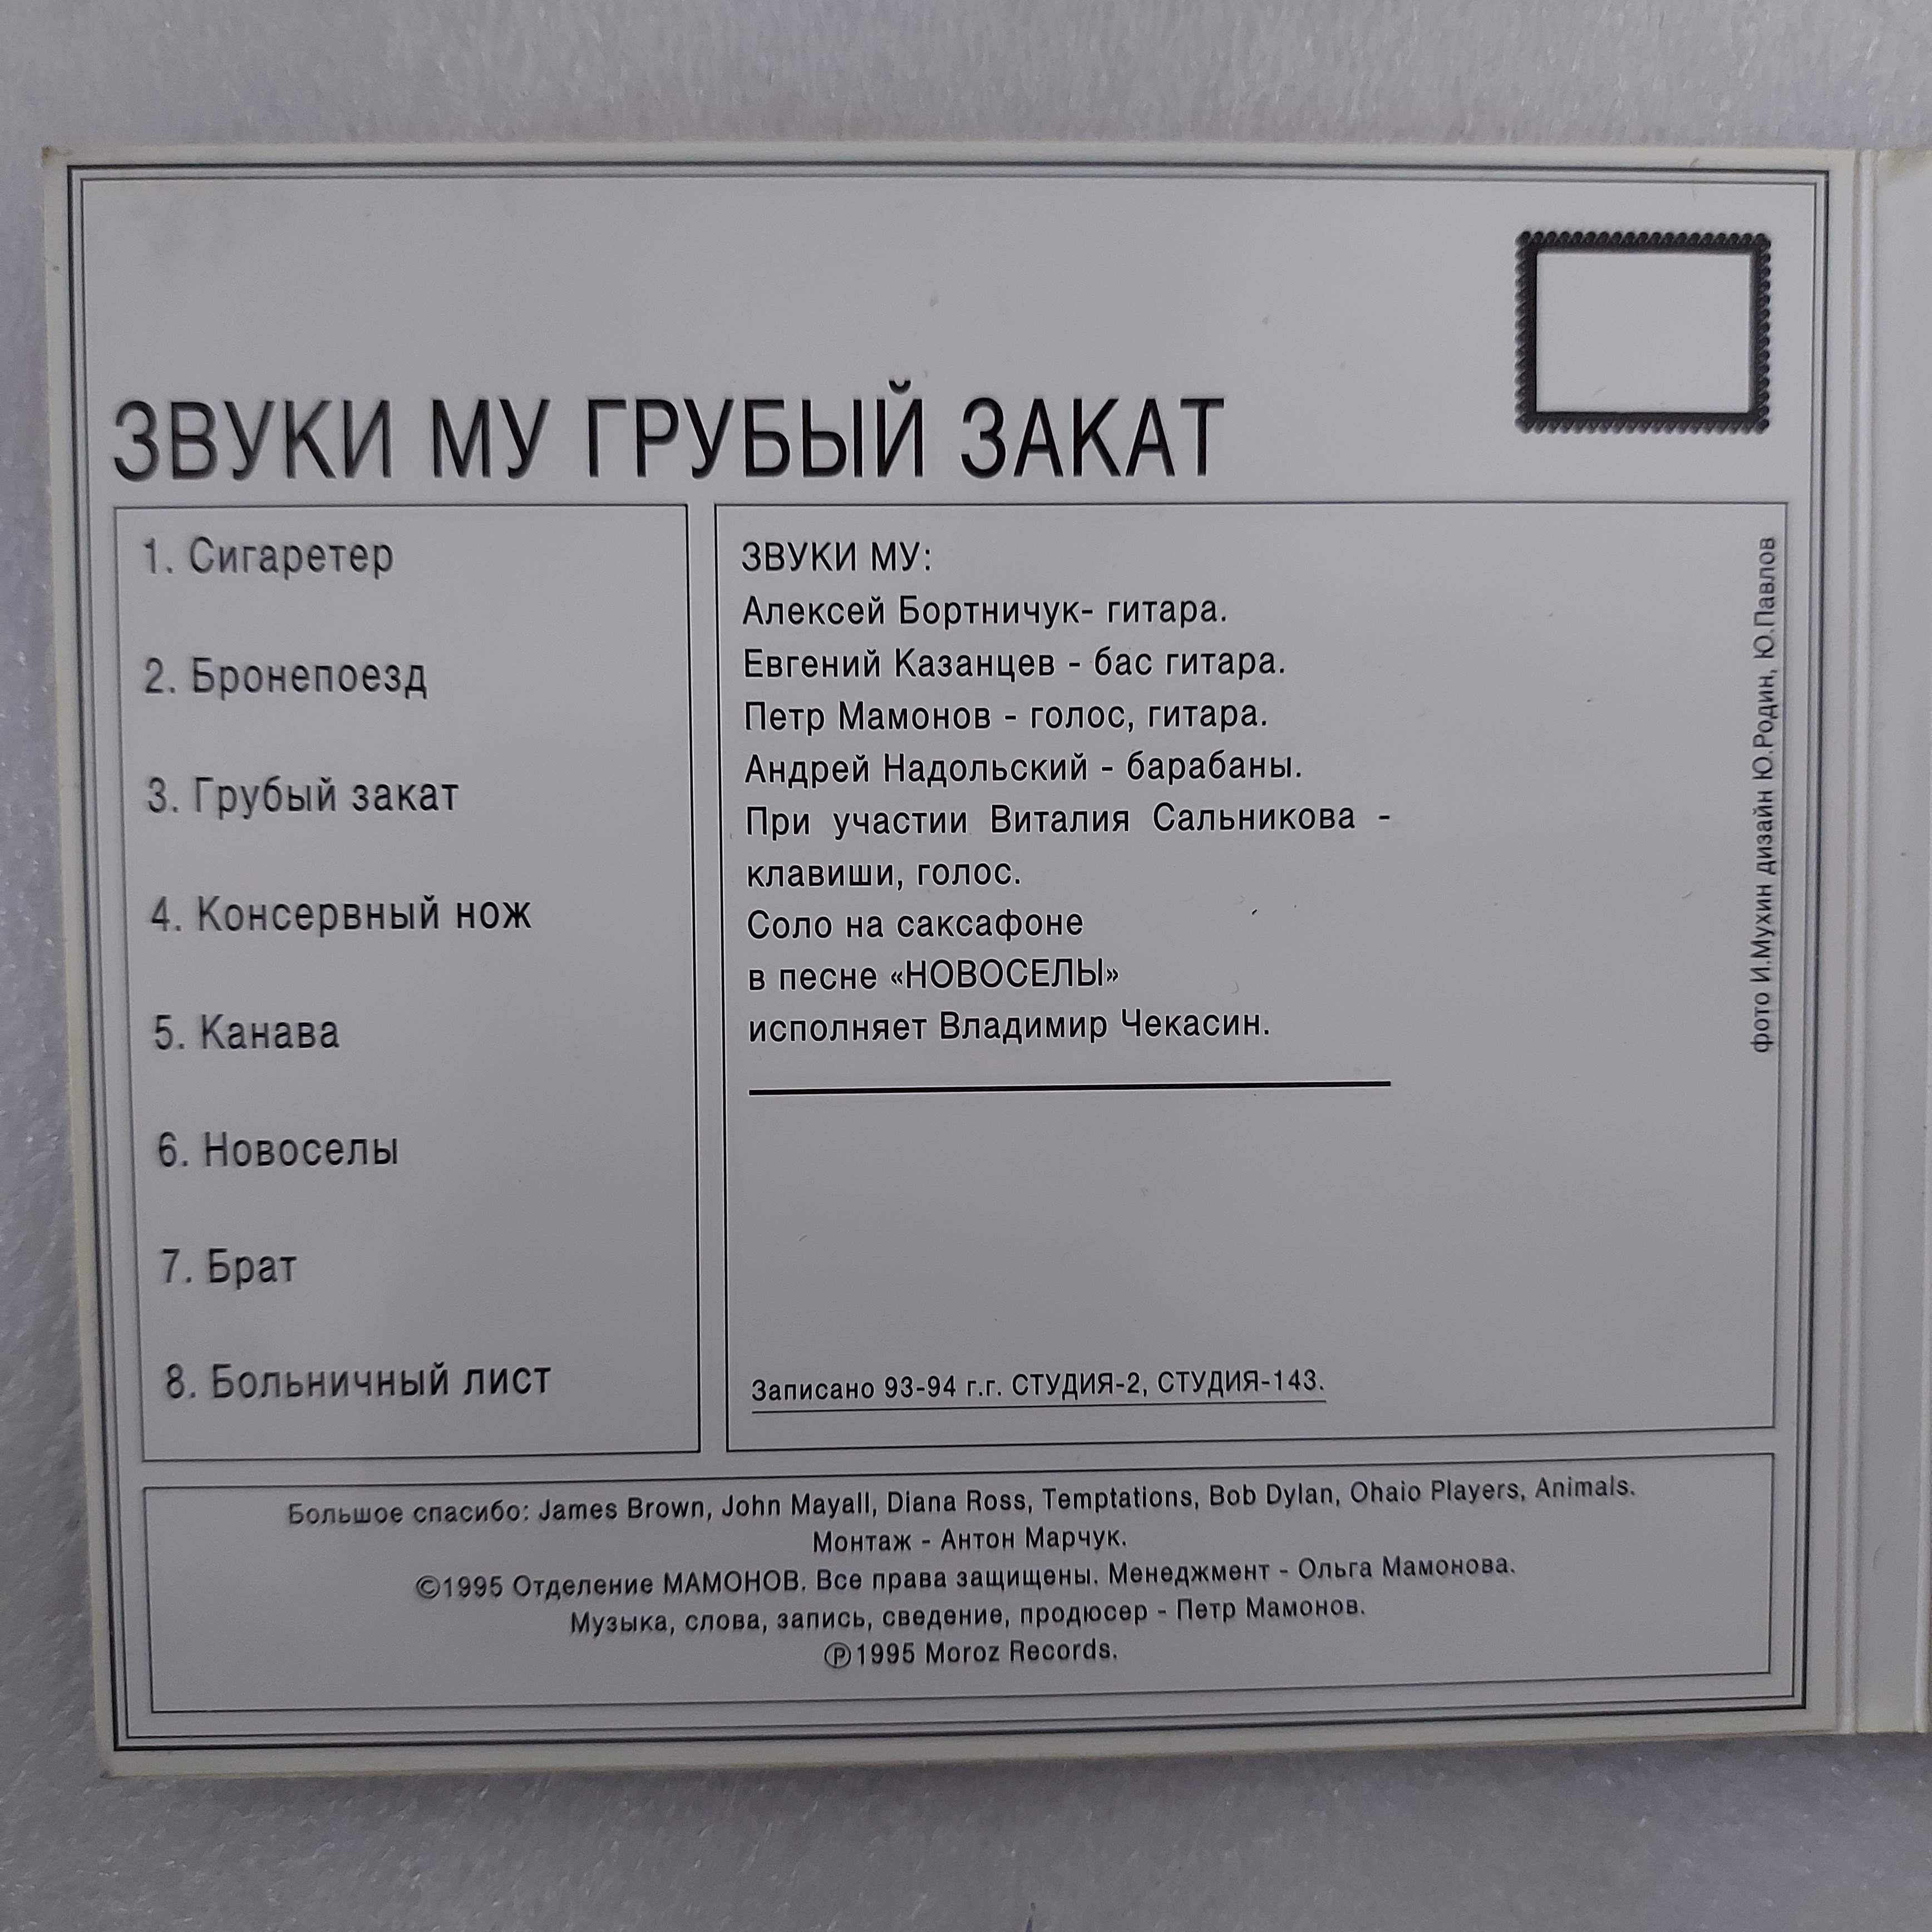 ЗВУКИ МУ ГРУБЫЙ ЗАКАТ
1. Сигаретер
2. Бронепоезд
3. Грубый закат
4. Консервный нож
5. Канава
6. Новоселы
7. Брат
8. Больничный лист
ЗВУКИ МУ:
Алексей Бортничук- гитара.
Евгений Казанцев - бас гитара.
Петр Мамонов - голос, гитара.
Андрей Надольский - барабаны.
При участии Виталия Сальникова -
клавиши, голос.
Соло на саксафоне
в песне «НОВОСЕЛЫ»
исполняет Владимир Чекасин.
Записано 93-94 г.г. СТУДИЯ-2, СТУДИЯ-143.
фото И.Мухин дизайн Ю.Родин, Ю.Павлов
Большое спасибо: James Brown, John Mayall, Diana Ross, Temptations, Bob Dylan, Ohaio Players, Animals.
Монтаж - Антон Марчук.
©1995 Отделение МАМОНОВ. Все права защищены. Менеджмент - Ольга Мамонова.
Музыка, слова, запись, сведение, продюсер - Петр Мамонов.
℗1995 Moroz Records.